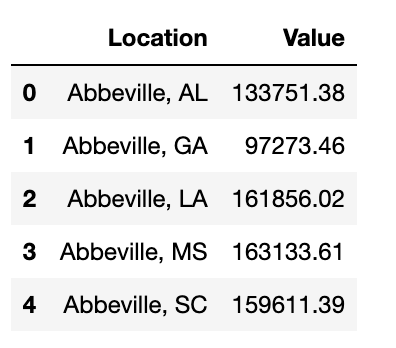 Location Value
0 Abbeville, AL 133751.38
1 Abbeville, GA 97273.46
2 Abbeville, LA 161856.02
3 Abbeville, MS 163133.61
4 Abbeville, SC 159611.39